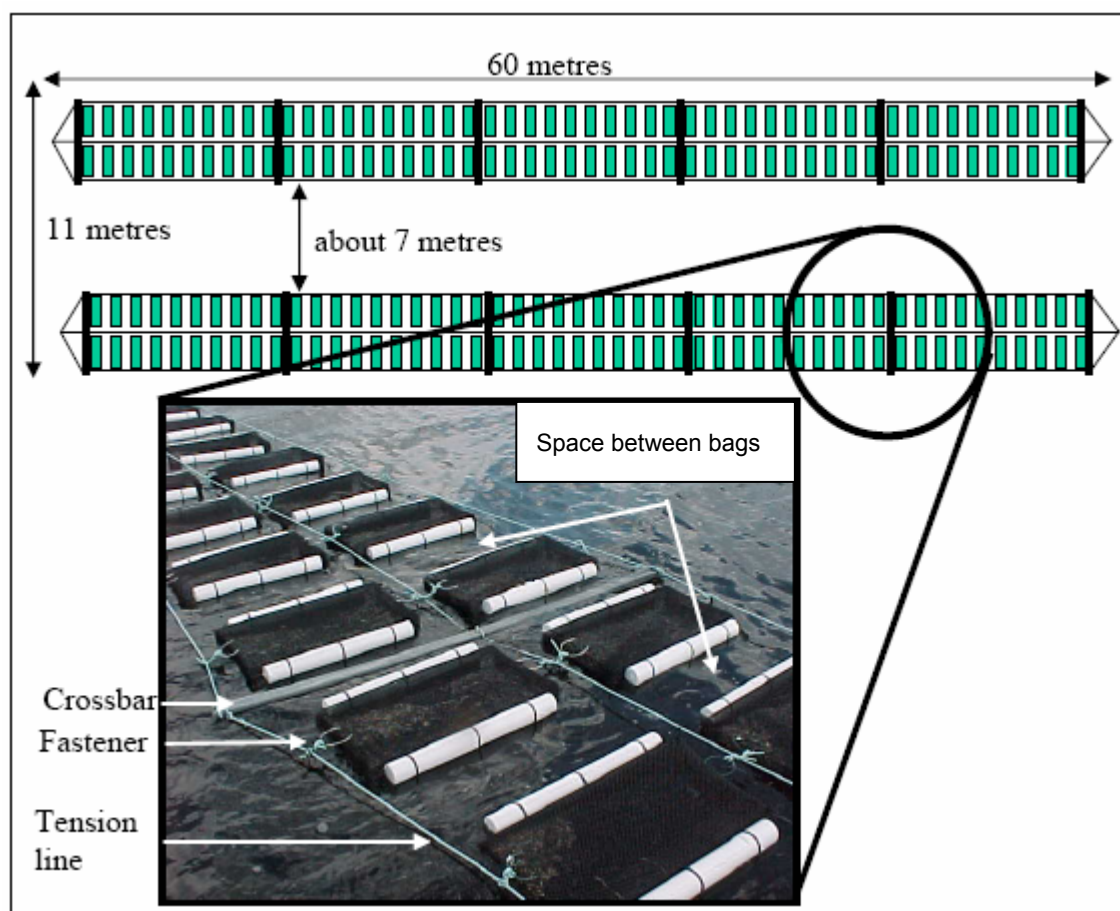 60 metres
11 metres
about 7 metres
Space between bags
Crossbar
Fastener
Tension
line